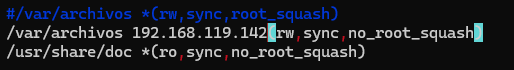 #/var/archivos *(rw,sync,root_squash)
/var/archivos 192.168.119.142(rw,sync,no_root_squash)
/usr/share/doc *(ro,sync,no_root_squash)